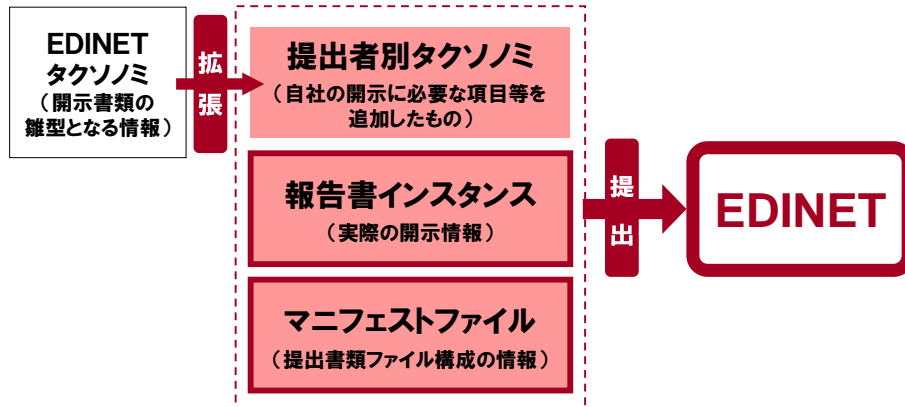 EDINET
タクソノミ
（開示書類の
雛型となる情報）
拡張
提出者別タクソノミ
（自社の開示に必要な項目等を
追加したもの）
報告書インスタンス
（実際の開示情報）
マニフェストファイル
（提出書類ファイル構成の情報）
提出
EDINET